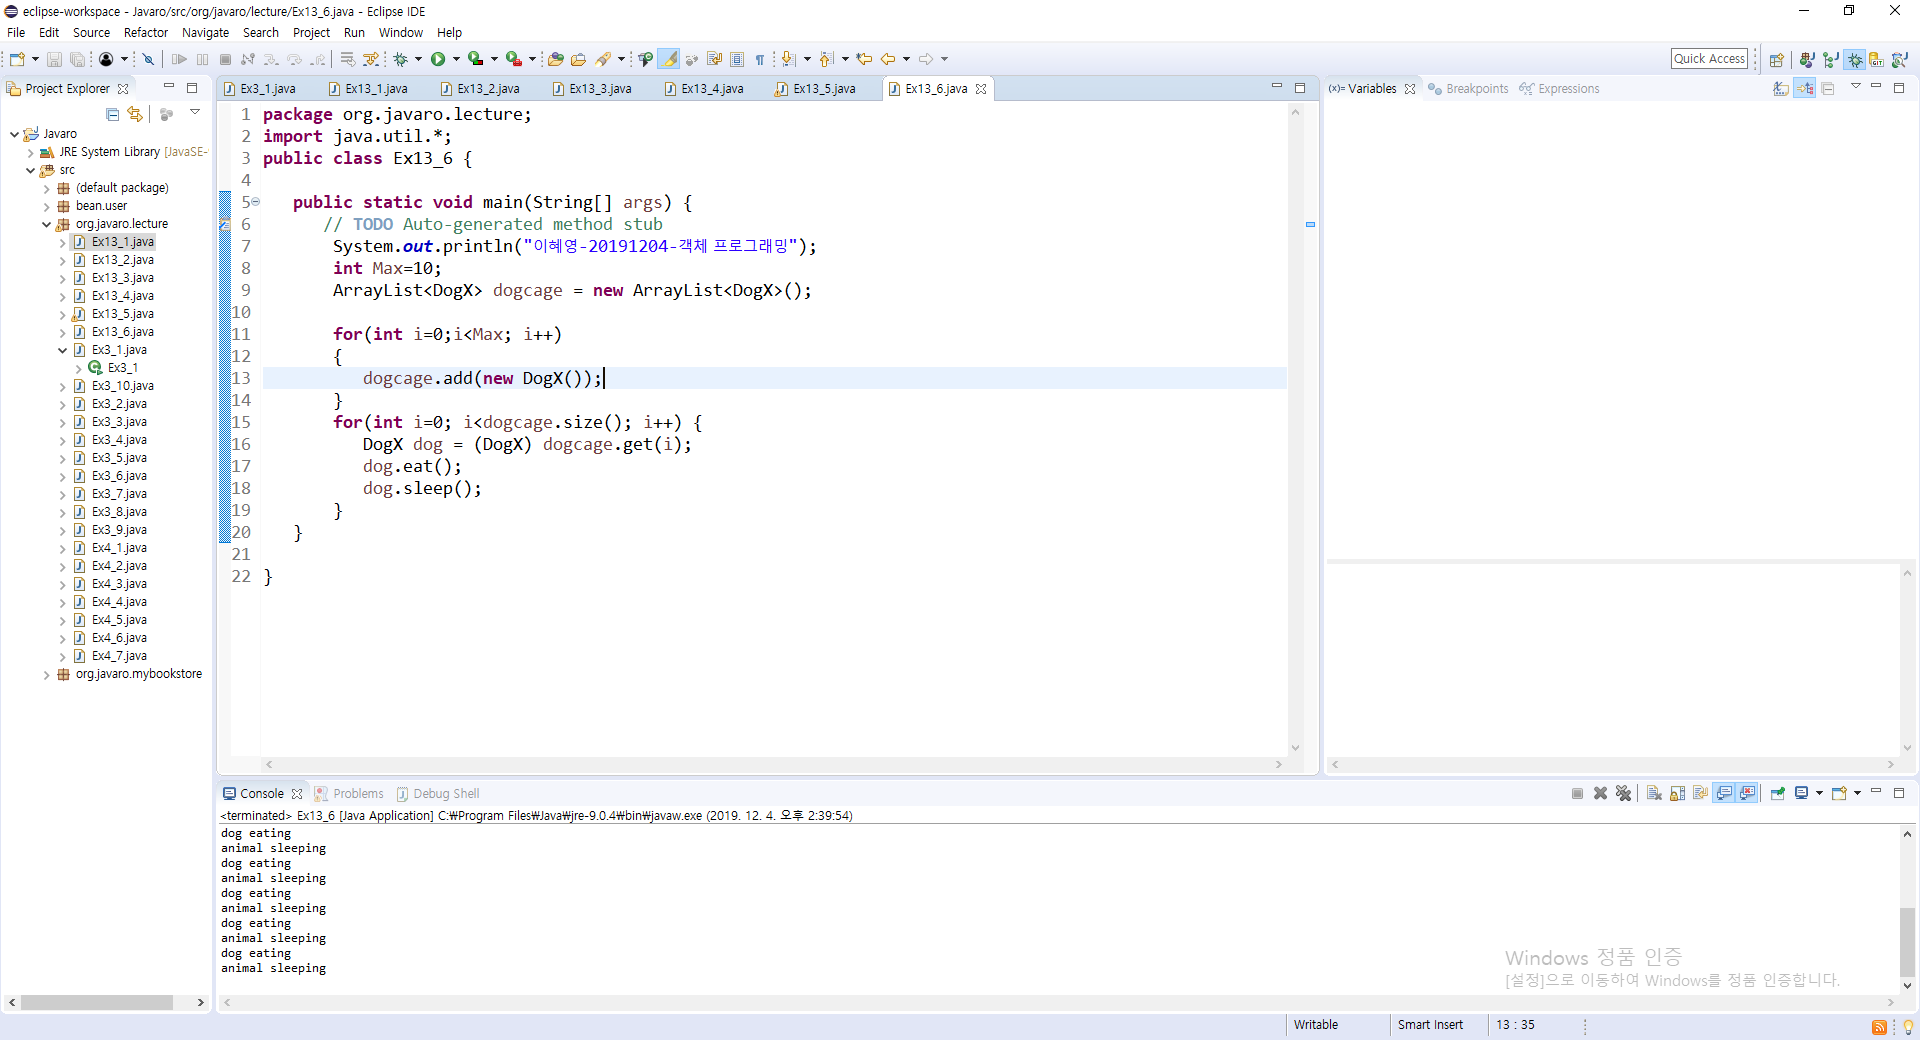 eclipse-workspace - Javaro/src/org/javaro/lecture/Ex13_6.java - Eclipse IDE
File Edit Source Refactor Navigate Search Project Run Window Help
Quick Access
Project Explorer
Javaro
JRE System Library [JavaSE-
src
(default package)
bean.user
org.javaro.lecture
Ex13_1.java
Ex13_2.java
Ex13_3.java
Ex13_4.java
Ex13_5.java
Ex13_6.java
Ex3_1.java
Ex3_1
Ex3_10.java
Ex3_2.java
Ex3_3.java
Ex3_4.java
Ex3_5.java
Ex3_6.java
Ex3_7.java
Ex3_8.java
Ex3_9.java
Ex4_1.java
Ex4_2.java
Ex4_3.java
Ex4_4.java
Ex4_5.java
Ex4_6.java
Ex4_7.java
org.javaro.mybookstore
Ex3_1.java Ex13_1.java Ex13_2.java Ex13_3.java Ex13_4.java Ex13_5.java Ex13_6.java
1 package org.javaro.lecture;
2 import java.util.*;
3 public class Ex13_6 {
4
5 public static void main(String[] args) {
6 // TODO Auto-generated method stub
7 System.out.println("이혜영-20191204-객체 프로그래밍");
8 int Max=10;
9 ArrayList<DogX> dogcage = new ArrayList<DogX>();
10
11 for(int i=0;i<Max; i++)
12 {
13 dogcage.add(new DogX());
14 }
15 for(int i=0; i<dogcage.size(); i++) {
16 DogX dog = (DogX) dogcage.get(i);
17 dog.eat();
18 dog.sleep();
19 }
20 }
21
22 }
(x)= Variables Breakpoints Expressions
Console Problems Debug Shell
<terminated> Ex13_6 [Java Application] C:₩Program Files₩Java₩jre-9.0.4₩bin₩javaw.exe (2019. 12. 4. 오후 2:39:54)
dog eating
animal sleeping
dog eating
animal sleeping
dog eating
animal sleeping
dog eating
animal sleeping
dog eating
animal sleeping
Windows 정품 인증
[설정]으로 이동하여 Windows를 정품 인증합니다.
Writable Smart Insert 13 : 35